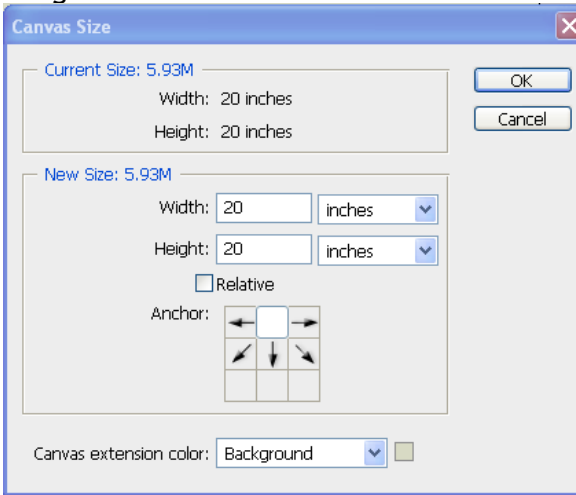 Canvas Size
Current Size: 5.93M
Width: 20 inches
Height: 20 inches
OK
Cancel
New Size: 5.93M
Width: 20 inches
Height: 20 inches
Relative
Anchor:
Canvas extension color: Background